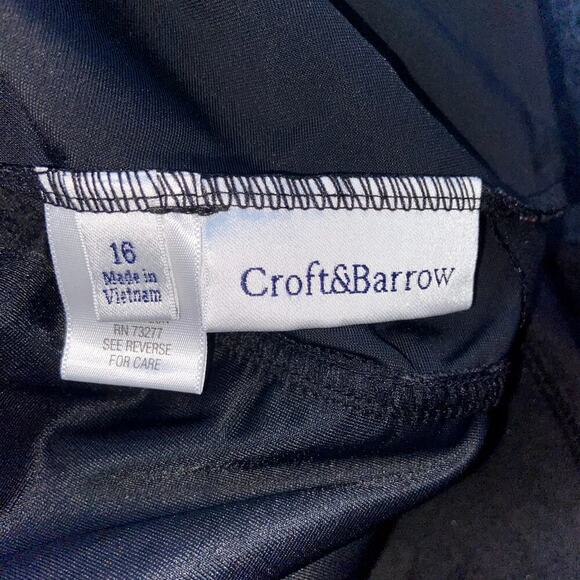 16
Made in
Vietnam
RN 73277
SEE REVERSE
FOR CARE
Croft&Barrow